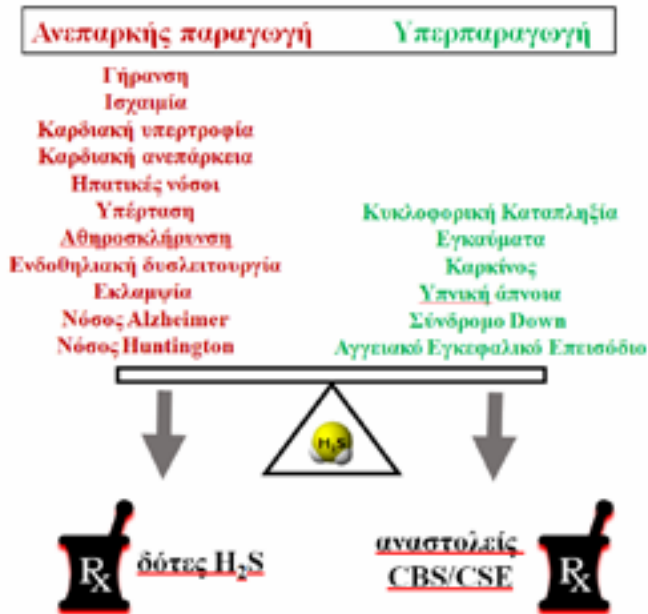 Ανεπαρκής παραγωγή
Υπερπαραγωγή
Γήρανση
Ισχαιμία
Καρδιακή υπερτροφία
Καρδιακή ανεπάρκεια
Ηπατικές νόσοι
Υπέρταση
Αθηροσκλήρυνση
Ενδοθηλιακή δυσλειτουργία
Εκλαμψία
Νόσος Alzheimer
Νόσος Huntington
Κυκλοφορική Καταπληξία
Εγκαύματα
Καρκίνος
Υπνική άπνοια
Σύνδρομο Down
Αγγειακό Εγκεφαλικό Επεισόδιο
H₂S
Rx
δότες H₂S
αναστολείς
CBS/CSE
Rx